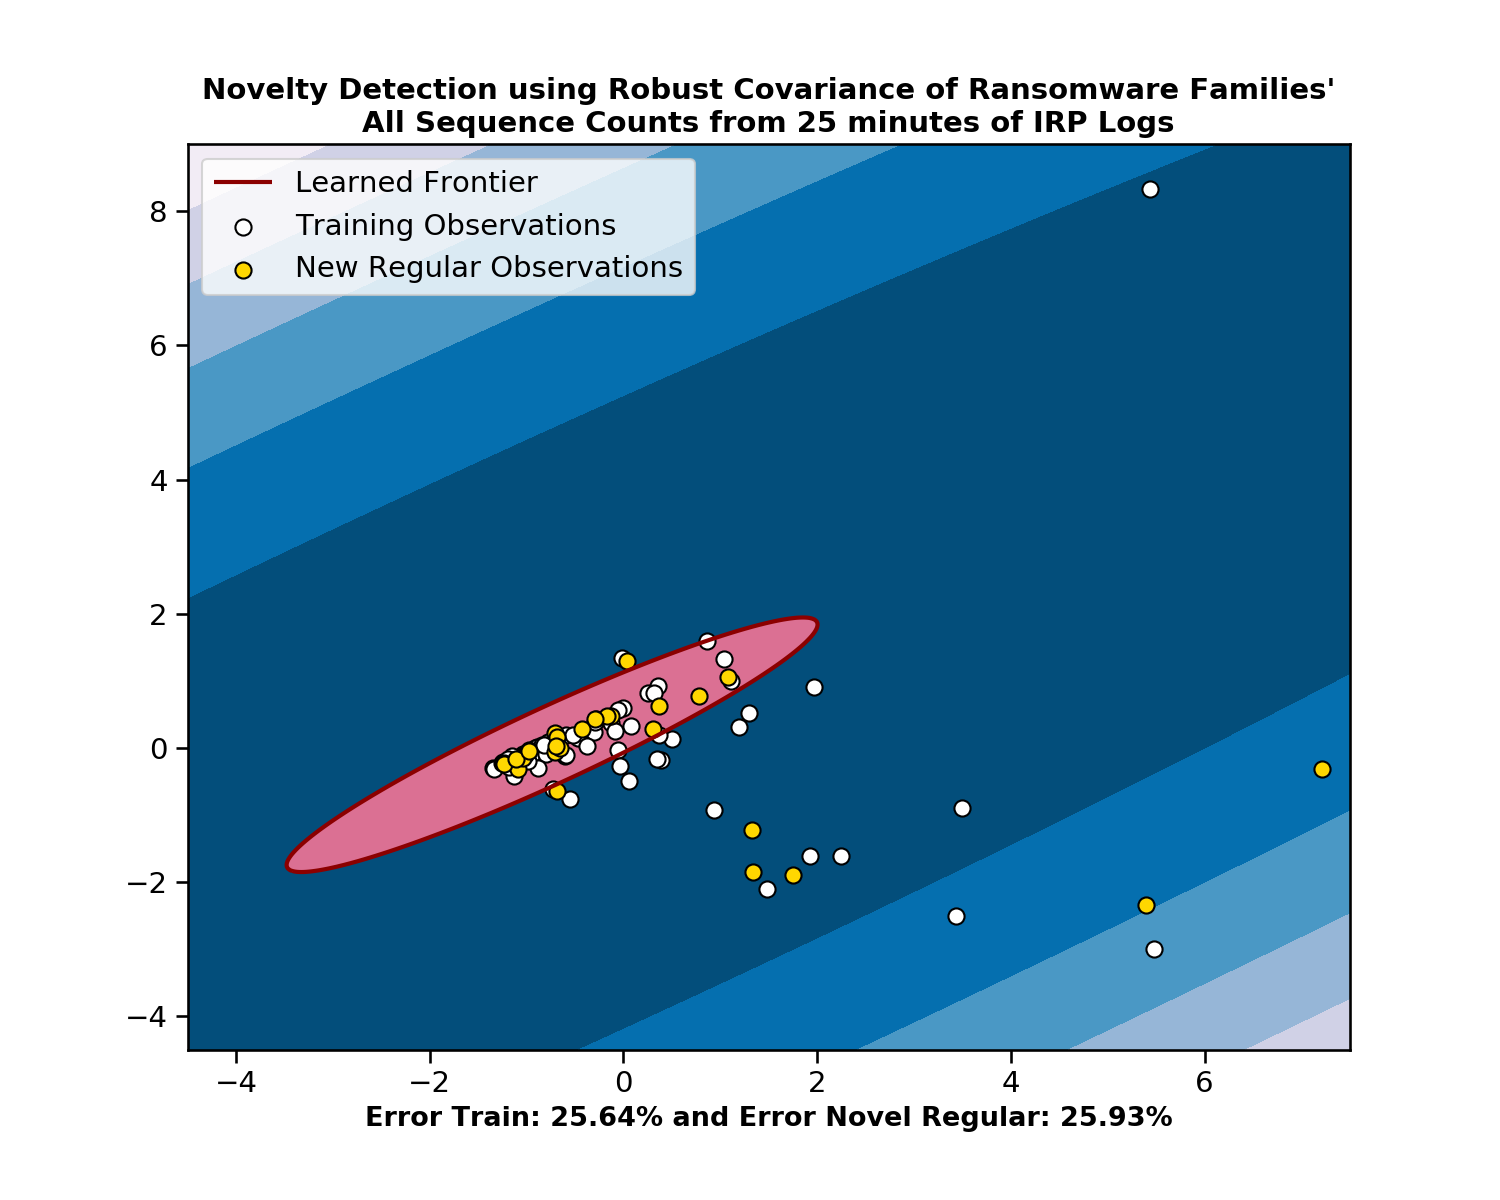 Novelty Detection using Robust Covariance of Ransomware Families'
All Sequence Counts from 25 minutes of IRP Logs
Learned Frontier
Training Observations
New Regular Observations
8
6
4
2
0
−2
−4
−4 −2 0 2 4 6
Error Train: 25.64% and Error Novel Regular: 25.93%